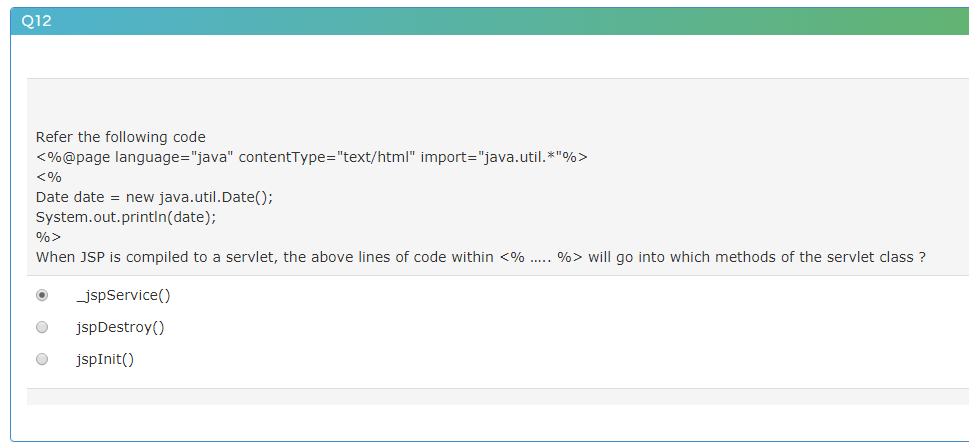 Q12
Refer the following code
<%@page language="java" contentType="text/html" import="java.util.*"%>
<%
Date date = new java.util.Date();
System.out.println(date);
%>
When JSP is compiled to a servlet, the above lines of code within <% ..... %> will go into which methods of the servlet class ?
_jspService()
jspDestroy()
jspInit()